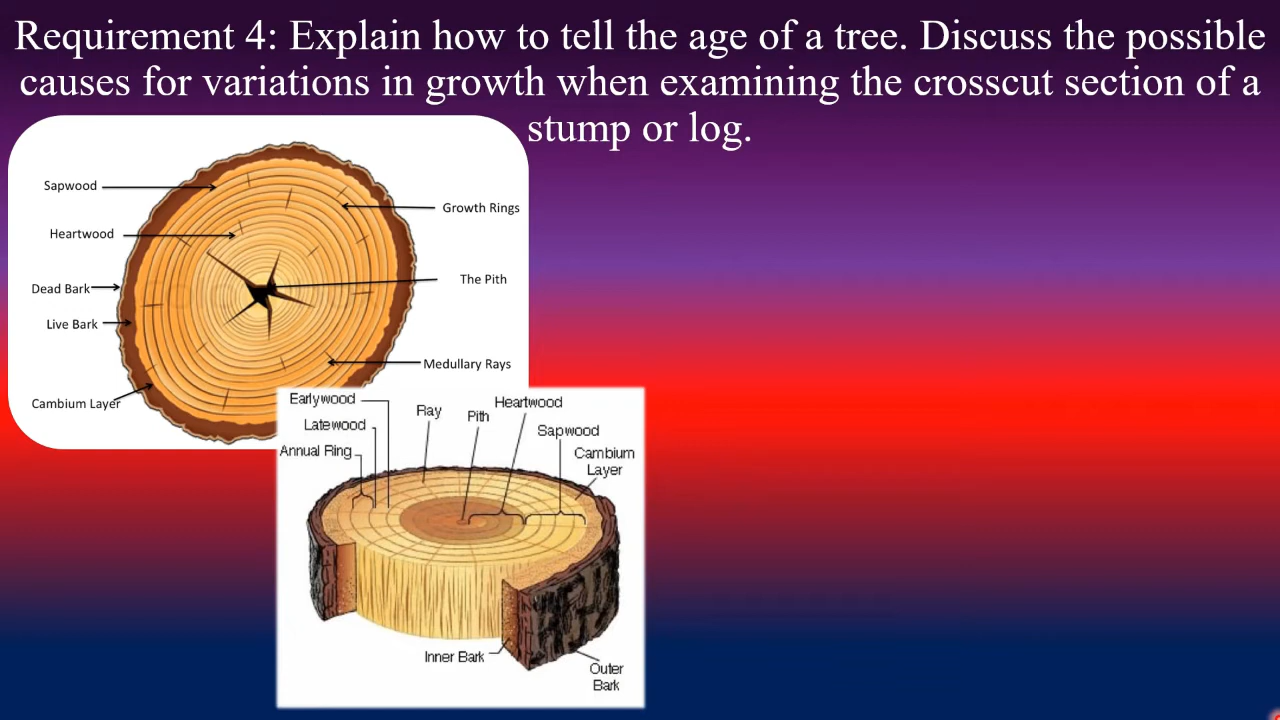 Requirement 4: Explain how to tell the age of a tree. Discuss the possible
causes for variations in growth when examining the crosscut section of a
stump or log.
Sapwood
Growth Rings
Heartwood
The Pith
Dead Bark
Live Bark
Medullary Rays
Cambium Layer
Earlywood
Latewood
Annual Ring
Ray
Pith
Heartwood
Sapwood
Cambium
Layer
Inner Bark
Outer
Bark